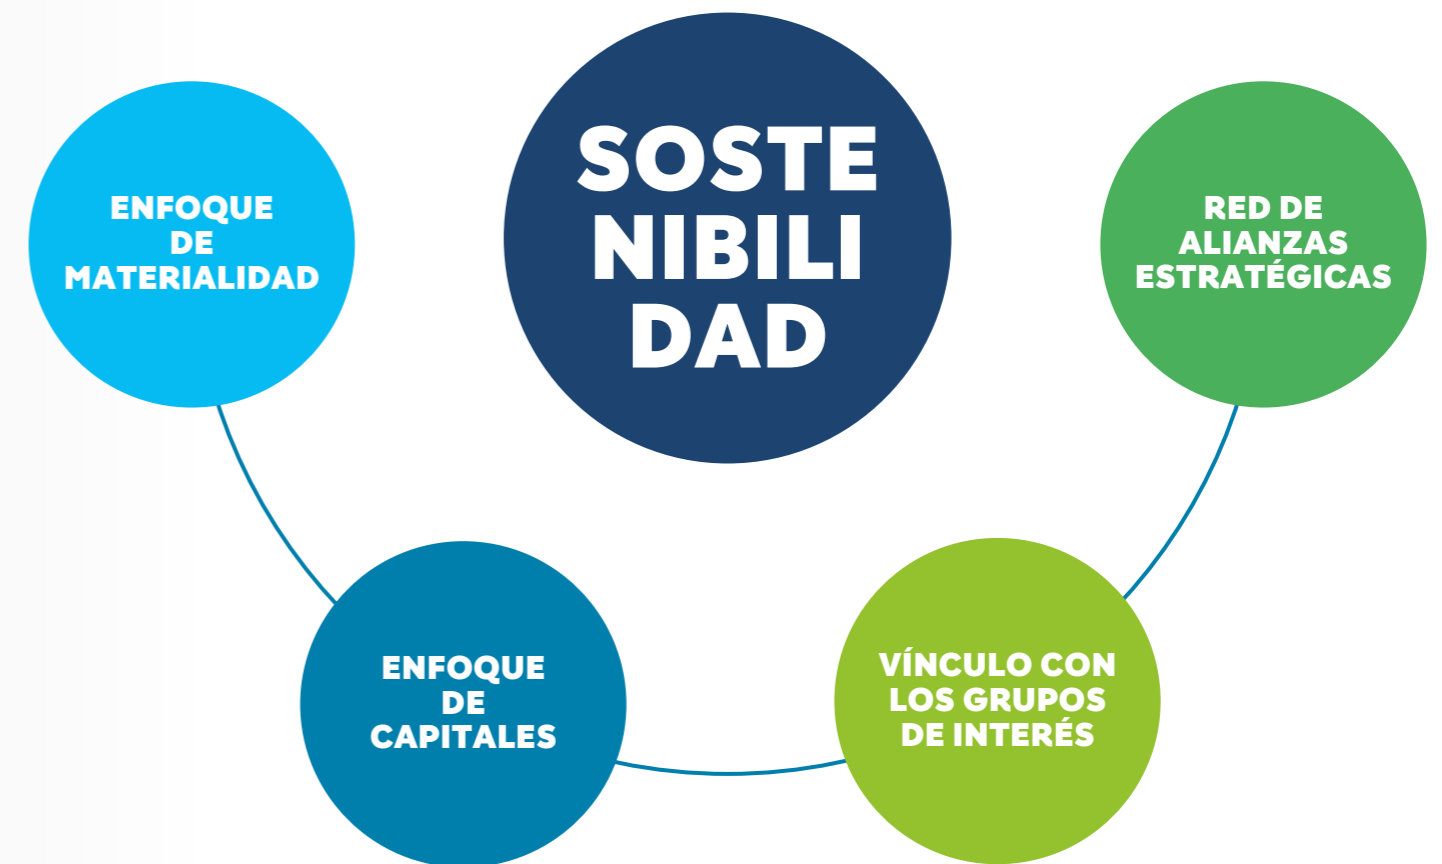 SOSTE
NIBILI
DAD
ENFOQUE
DE
MATERIALIDAD
RED DE
ALIANZAS
ESTRATÉGICAS
ENFOQUE
DE
CAPITALES
VÍNCULO CON
LOS GRUPOS
DE INTERÉS